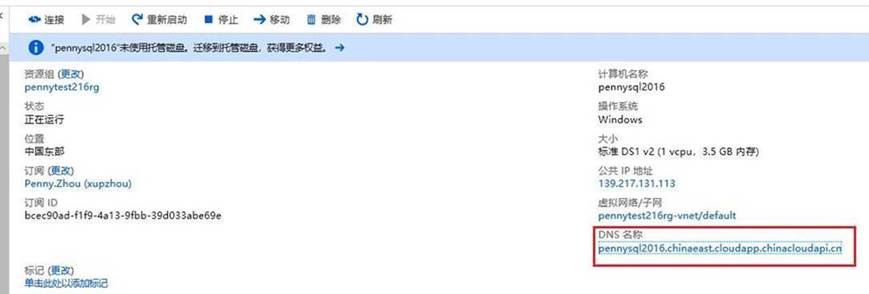 连接 开始 重新启动 停止 移动 删除 刷新
"pennysql2016"未使用托管磁盘。迁移到托管磁盘，获得更多权益。
资源组 (更改)
pennytest216rg
状态
正在运行
位置
中国东部
订阅 (更改)
Penny.Zhou (xupzhou)
订阅 ID
bcec90ad-f1f9-4a13-9fbb-39d033abe69e
计算机名称
pennysql2016
操作系统
Windows
大小
标准 DS1 v2 (1 vcpu，3.5 GB 内存)
公共 IP 地址
139.217.131.113
虚拟网络/子网
pennytest216rg-vnet/default
DNS 名称
pennysql2016.chinaeast.cloudapp.chinacloudapi.cn
标记 (更改)
单击此处以添加标记